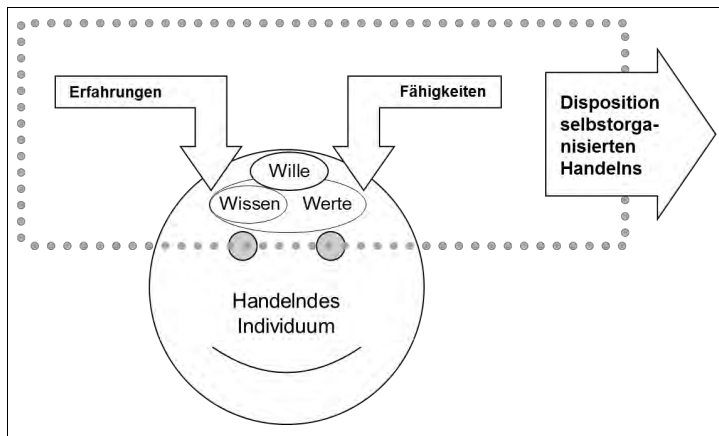 Erfahrungen
Fähigkeiten
Disposition
selbstorga-
nisierten
Handelns
Wille
Wissen
Werte
Handelndes
Individuum